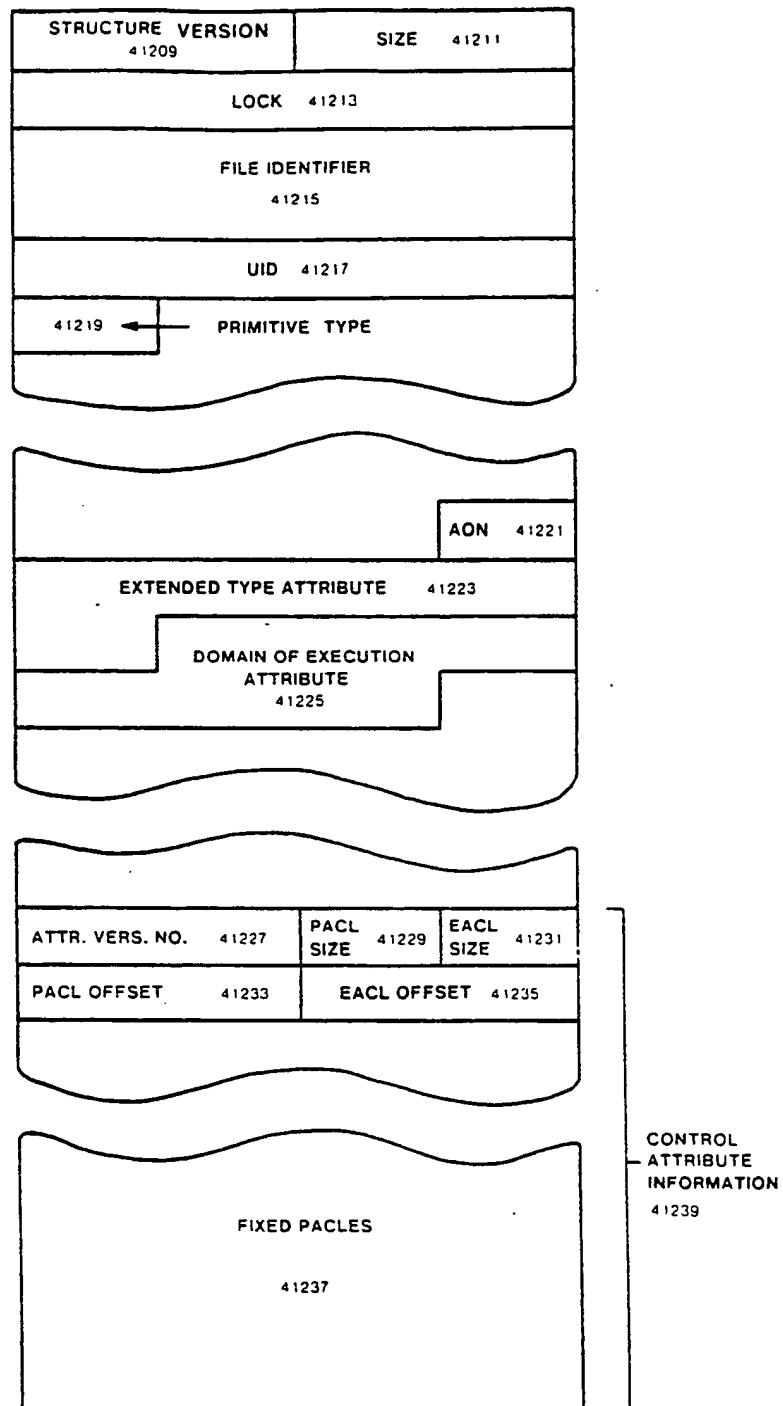 STRUCTURE VERSION
41209
SIZE 41211
LOCK 41213
FILE IDENTIFIER
41215
UID 41217
41219 PRIMITIVE TYPE
AON 41221
EXTENDED TYPE ATTRIBUTE 41223
DOMAIN OF EXECUTION
ATTRIBUTE
41225
ATTR. VERS. NO. 41227
PACL
SIZE 41229
EACL
SIZE 41231
PACL OFFSET 41233
EACL OFFSET 41235
CONTROL
ATTRIBUTE
INFORMATION
41239
FIXED PACLES
41237